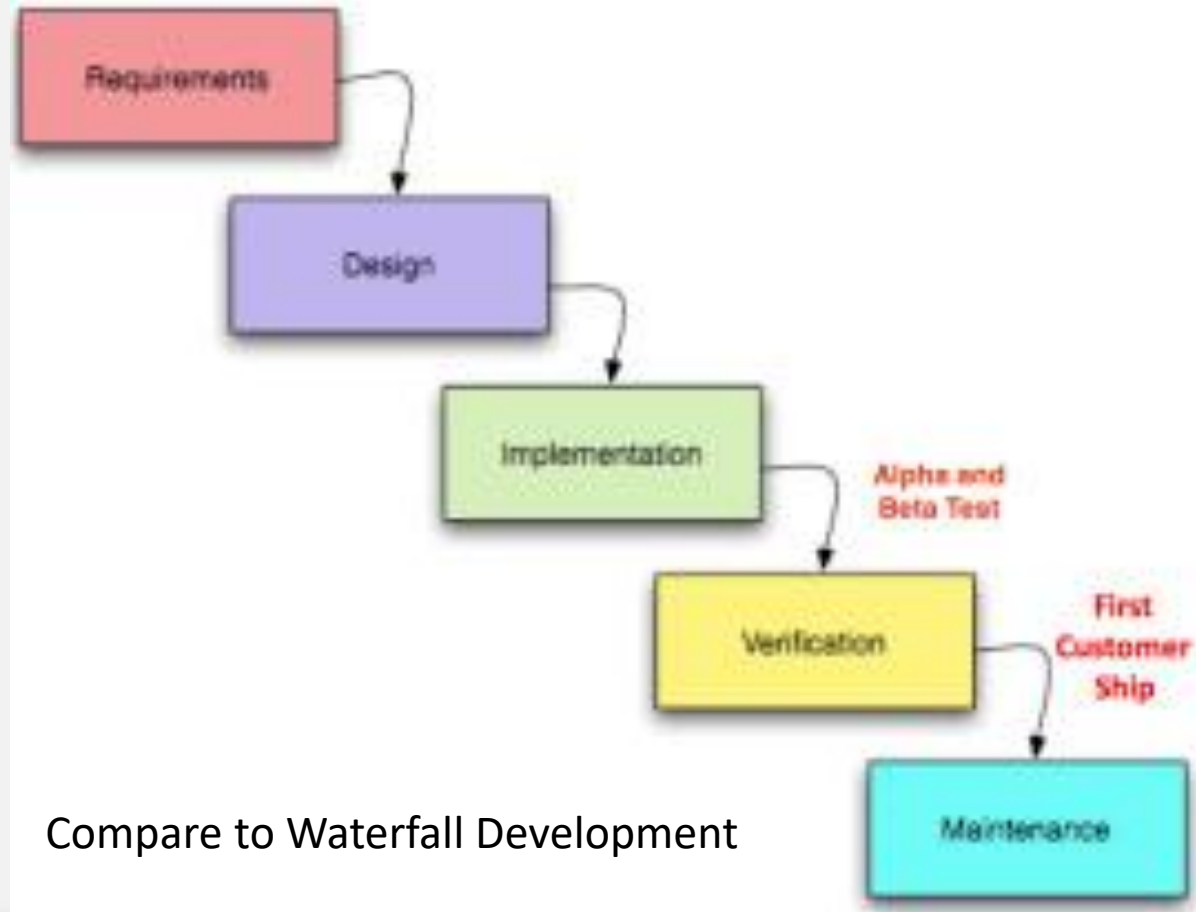 Requirements
Design
Implementation
Alpha and
Beta Test
Verification
First
Customer
Ship
Maintenance
Compare to Waterfall Development